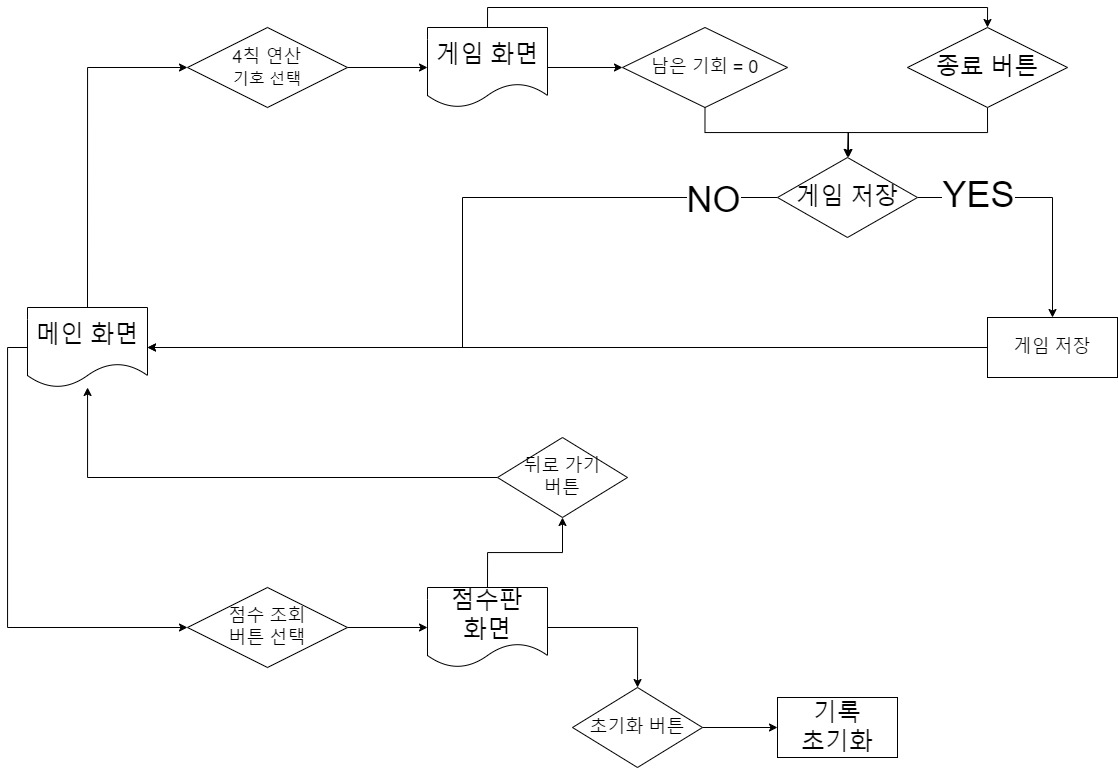 4칙 연산
기호 선택
게임 화면
남은 기회 = 0
종료 버튼
NO
게임 저장
YES
메인 화면
게임 저장
뒤로 가기
버튼
점수 조회
버튼 선택
점수판
화면
초기화 버튼
기록
초기화